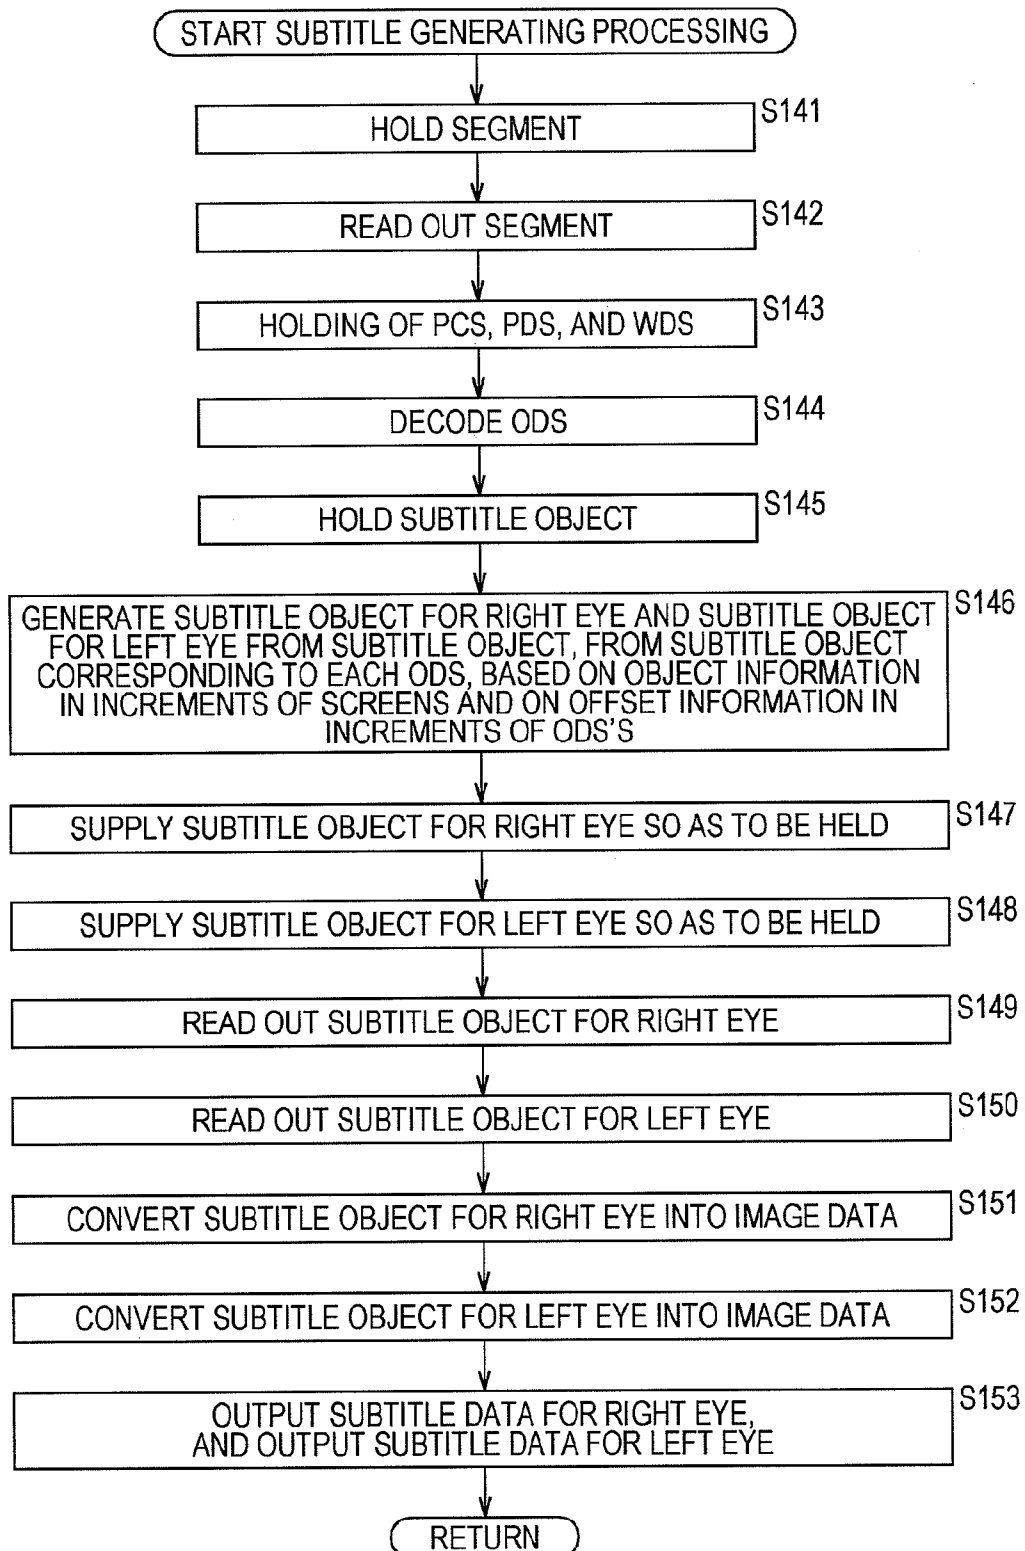 START SUBTITLE GENERATING PROCESSING
HOLD SEGMENT
S141
READ OUT SEGMENT
S142
HOLDING OF PCS, PDS, AND WDS
S143
DECODE ODS
S144
HOLD SUBTITLE OBJECT
S145
GENERATE SUBTITLE OBJECT FOR RIGHT EYE AND SUBTITLE OBJECT
FOR LEFT EYE FROM SUBTITLE OBJECT, FROM SUBTITLE OBJECT
CORRESPONDING TO EACH ODS, BASED ON OBJECT INFORMATION
IN INCREMENTS OF SCREENS AND ON OFFSET INFORMATION IN
INCREMENTS OF ODS'S
S146
SUPPLY SUBTITLE OBJECT FOR RIGHT EYE SO AS TO BE HELD
S147
SUPPLY SUBTITLE OBJECT FOR LEFT EYE SO AS TO BE HELD
S148
READ OUT SUBTITLE OBJECT FOR RIGHT EYE
S149
READ OUT SUBTITLE OBJECT FOR LEFT EYE
S150
CONVERT SUBTITLE OBJECT FOR RIGHT EYE INTO IMAGE DATA
S151
CONVERT SUBTITLE OBJECT FOR LEFT EYE INTO IMAGE DATA
S152
OUTPUT SUBTITLE DATA FOR RIGHT EYE,
AND OUTPUT SUBTITLE DATA FOR LEFT EYE
S153
RETURN